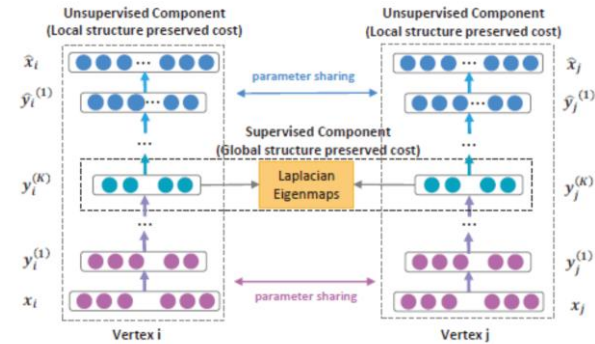 Unsupervised Component
(Local structure preserved cost)
Unsupervised Component
(Local structure preserved cost)
x̂ᵢ
...
...
x̂ⱼ
parameter sharing
ŷᵢ⁽¹⁾
...
...
ŷⱼ⁽¹⁾
Supervised Component
(Global structure preserved cost)
...
...
yᵢ⁽ᴷ⁾
Laplacian
Eigenmaps
yⱼ⁽ᴷ⁾
...
...
yᵢ⁽¹⁾
yⱼ⁽¹⁾
parameter sharing
xᵢ
xⱼ
Vertex i
Vertex j